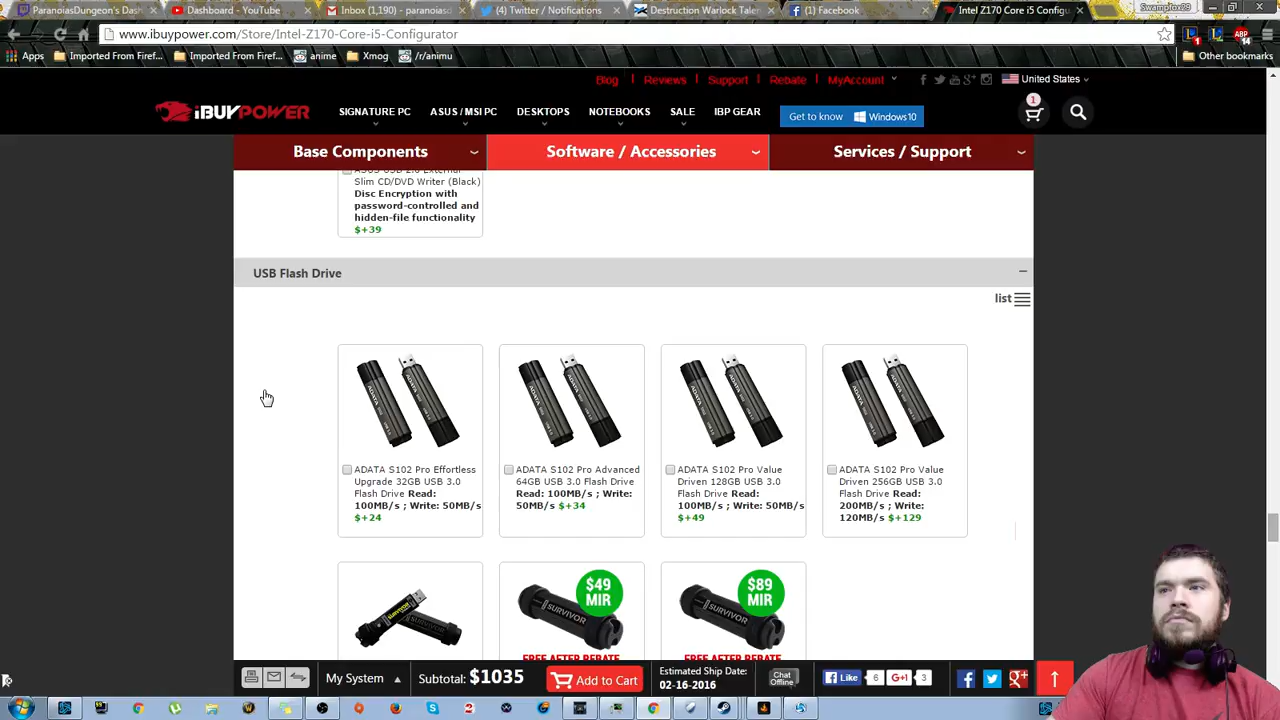 ParanoiasDungeon's Dash
Dashboard - YouTube
Inbox (1,190) - paranoiasc
(4) Twitter / Notifications
Destruction Warlock Talen
(1) Facebook
Intel Z170 Core i5 Configu
Swampfox29
www.ibuypower.com/Store/Intel-Z170-Core-i5-Configurator
Apps
Imported From Firef...
Imported From Firef...
anime
Xmog
/r/animu
Other bookmarks
Blog
Reviews
Support
Rebate
MyAccount
United States
iBUYPOWER
SIGNATURE PC
ASUS / MSI PC
DESKTOPS
NOTEBOOKS
SALE
IBP GEAR
Get to know Windows10
1
Base Components
Software / Accessories
Services / Support
ASUS USB 2.0 External
Slim CD/DVD Writer (Black)
Disc Encryption with
password-controlled and
hidden-file functionality
$+39
USB Flash Drive
list
ADATA S102 Pro Effortless
Upgrade 32GB USB 3.0
Flash Drive Read:
100MB/s ; Write: 50MB/s
$+24
ADATA S102 Pro Advanced
64GB USB 3.0 Flash Drive
Read: 100MB/s ; Write:
50MB/s $+34
ADATA S102 Pro Value
Driven 128GB USB 3.0
Flash Drive Read:
100MB/s ; Write: 50MB/s
$+49
ADATA S102 Pro Value
Driven 256GB USB 3.0
Flash Drive Read:
200MB/s ; Write:
120MB/s $+129
SURVIVOR
$49
MIR
SURVIVOR
FREE AFTER REBATE
$89
MIR
SURVIVOR
FREE AFTER REBATE
My System
Subtotal: $1035
Add to Cart
Estimated Ship Date:
02-16-2016
Chat
Offline
Like
6
G+1
3